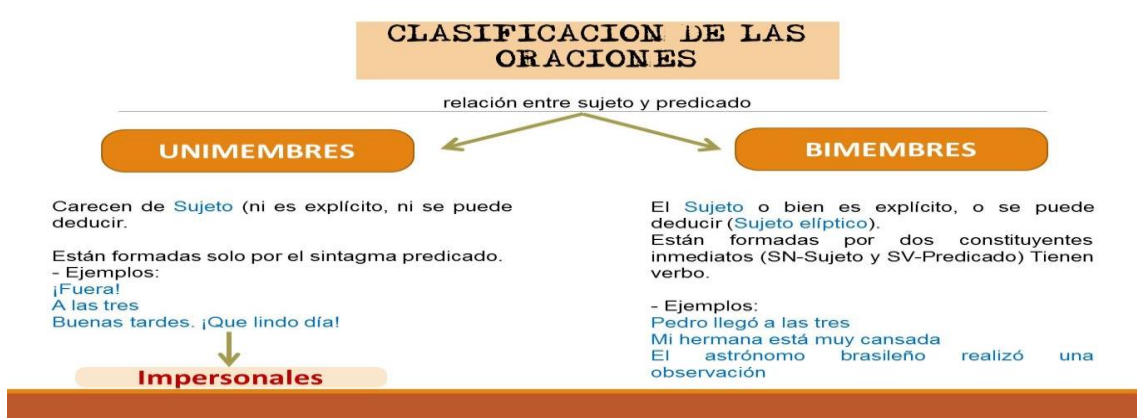 CLASIFICACION DE LAS
ORACIONES
relación entre sujeto y predicado
UNIMEMBRES
Carecen de Sujeto (ni es explícito, ni se puede
deducir.
Están formadas solo por el sintagma predicado.
- Ejemplos:
¡Fuera!
A las tres
Buenas tardes. ¡Que lindo día!
Impersonales
BIMEMBRES
El Sujeto o bien es explícito, o se puede
deducir (Sujeto elíptico).
Están formadas por dos constituyentes
inmediatos (SN-Sujeto y SV-Predicado) Tienen
verbo.
- Ejemplos:
Pedro llegó a las tres
Mi hermana está muy cansada
El astrónomo brasileño realizó una
observación